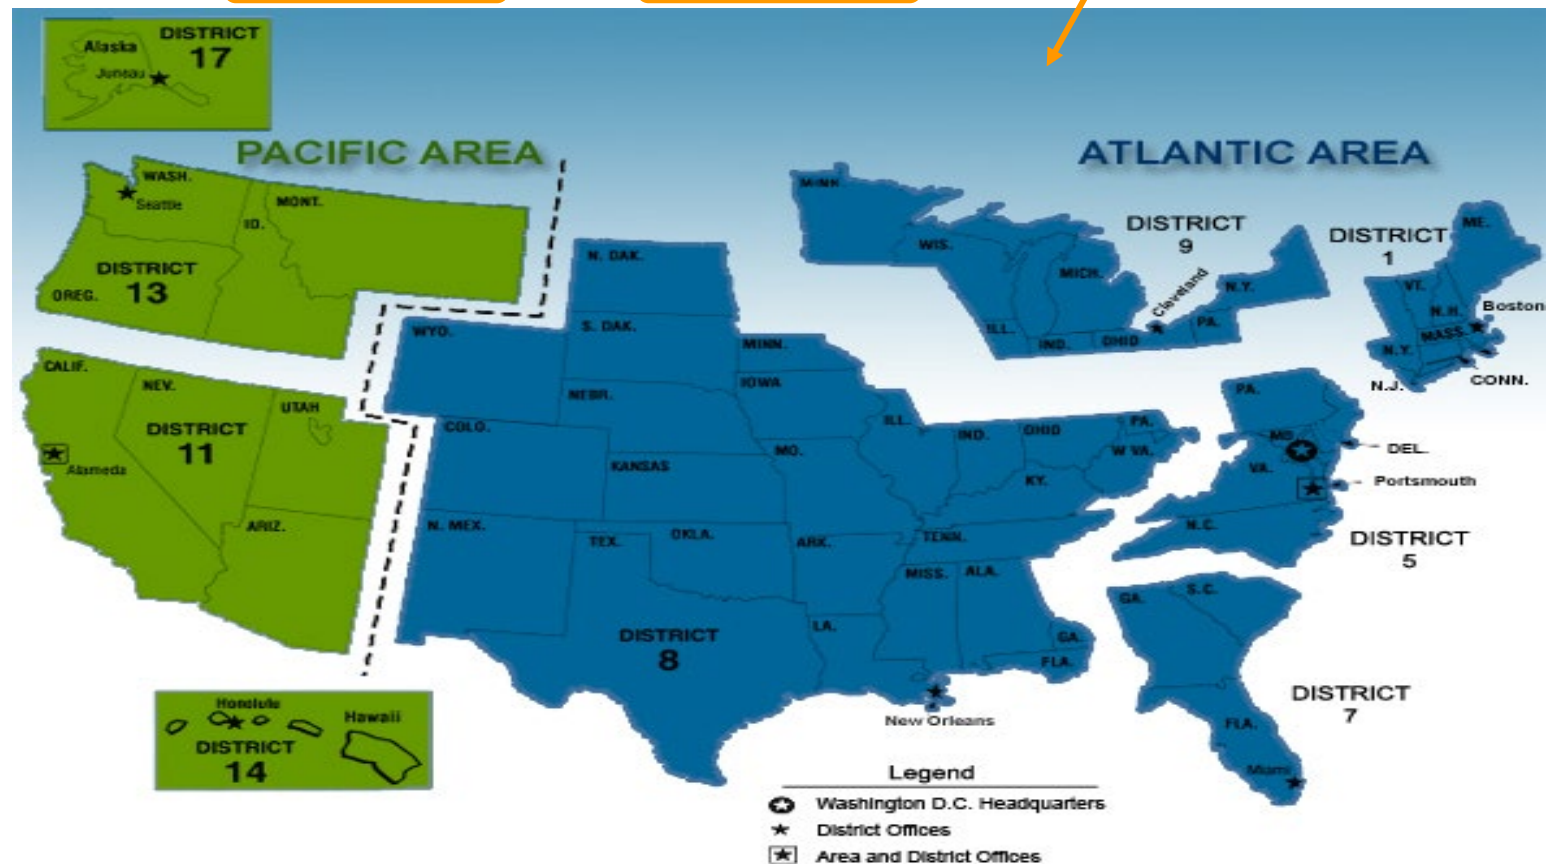 DISTRICT
17
Alaska
Juneau
PACIFIC AREA
ATLANTIC AREA
WASH.
Seattle
ID.
MONT.
DISTRICT
13
OREG.
CALIF.
NEV.
UTAH
DISTRICT
11
Alameda
ARIZ.
Honolulu
Hawaii
DISTRICT
14
N. DAK.
WYO.
S. DAK.
MINN.
IOWA
NEBR.
COLO.
ILL.
IND.
OHIO
PA.
MO.
W VA.
KANSAS
KY.
N. MEX.
TEX.
OKLA.
ARK.
TENN.
MISS.
ALA.
LA.
GA.
FLA.
DISTRICT
8
New Orleans
MINN.
WIS.
MICH.
DISTRICT
9
Cleveland
N.Y.
ILL.
IND.
OHIO
PA.
DISTRICT
1
ME.
VT.
N.H.
Boston
MASS.
N.Y.
N.J.
CONN.
PA.
MD.
DEL.
VA.
Portsmouth
N.C.
DISTRICT
5
GA.
S.C.
DISTRICT
7
FLA.
Miami
Legend
Washington D.C. Headquarters
District Offices
Area and District Offices